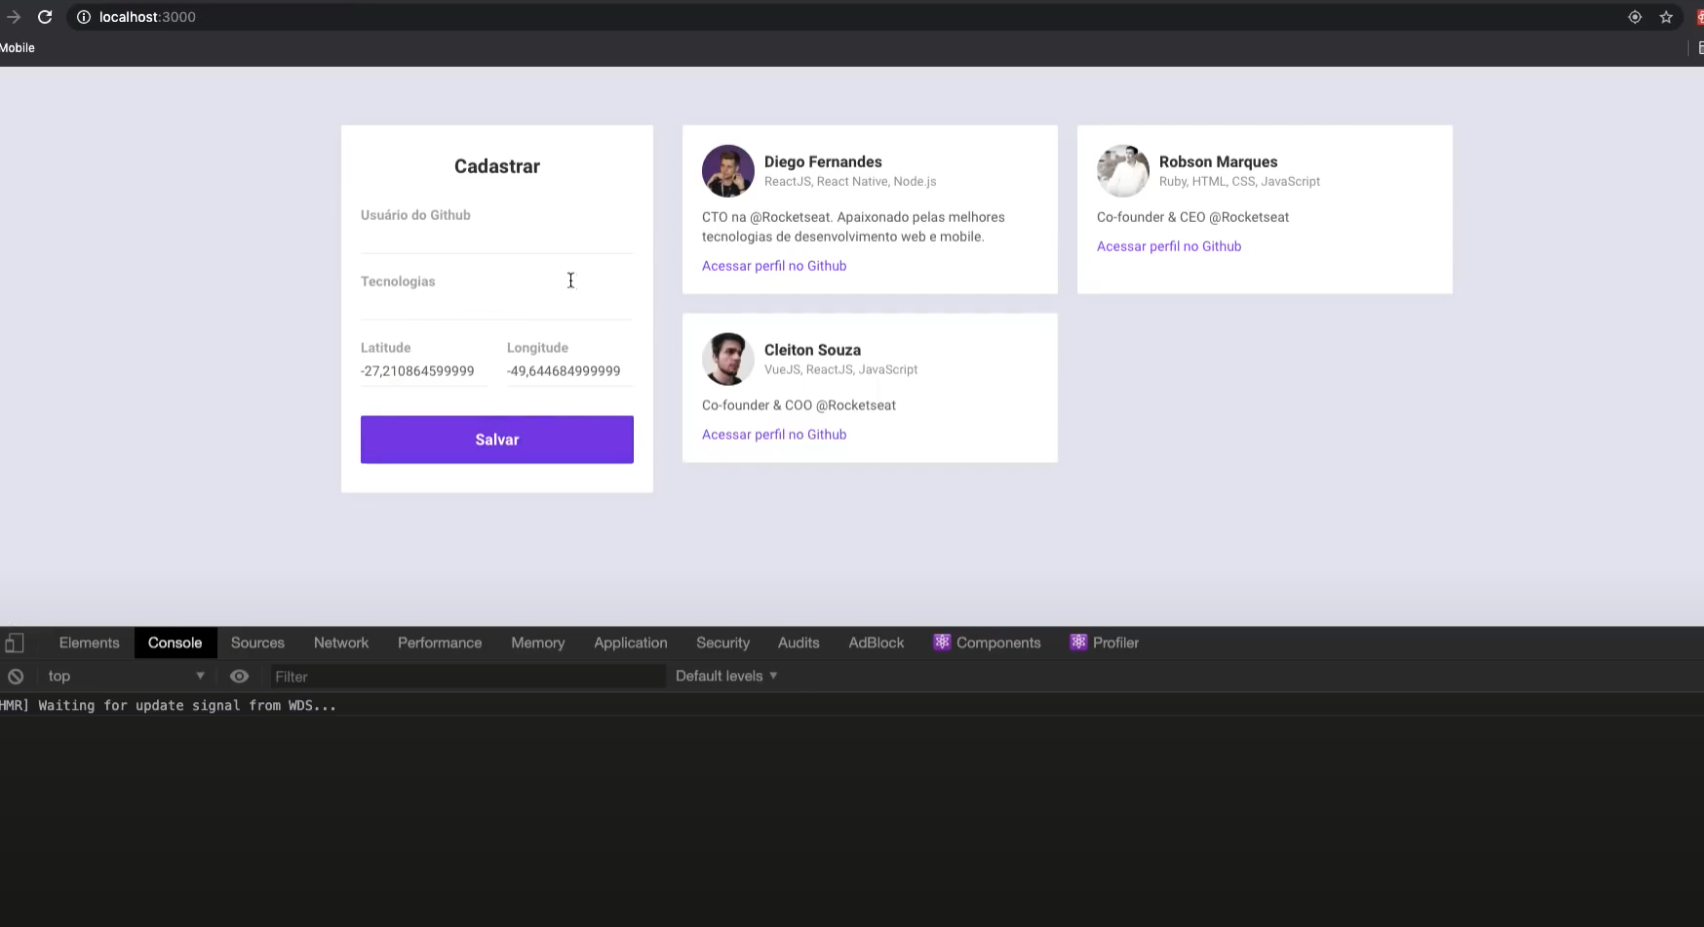 localhost:3000
Mobile
Cadastrar
Usuário do Github
Tecnologias
Latitude
Longitude
-27,210864599999
-49,644684999999
Salvar
Diego Fernandes
ReactJS, React Native, Node.js
CTO na @Rocketseat. Apaixonado pelas melhores
tecnologias de desenvolvimento web e mobile.
Acessar perfil no Github
Robson Marques
Ruby, HTML, CSS, JavaScript
Co-founder & CEO @Rocketseat
Acessar perfil no Github
Cleiton Souza
VueJS, ReactJS, JavaScript
Co-founder & COO @Rocketseat
Acessar perfil no Github
Elements Console Sources Network Performance Memory Application Security Audits AdBlock Components Profiler
top Filter Default levels
HMR] Waiting for update signal from WDS...